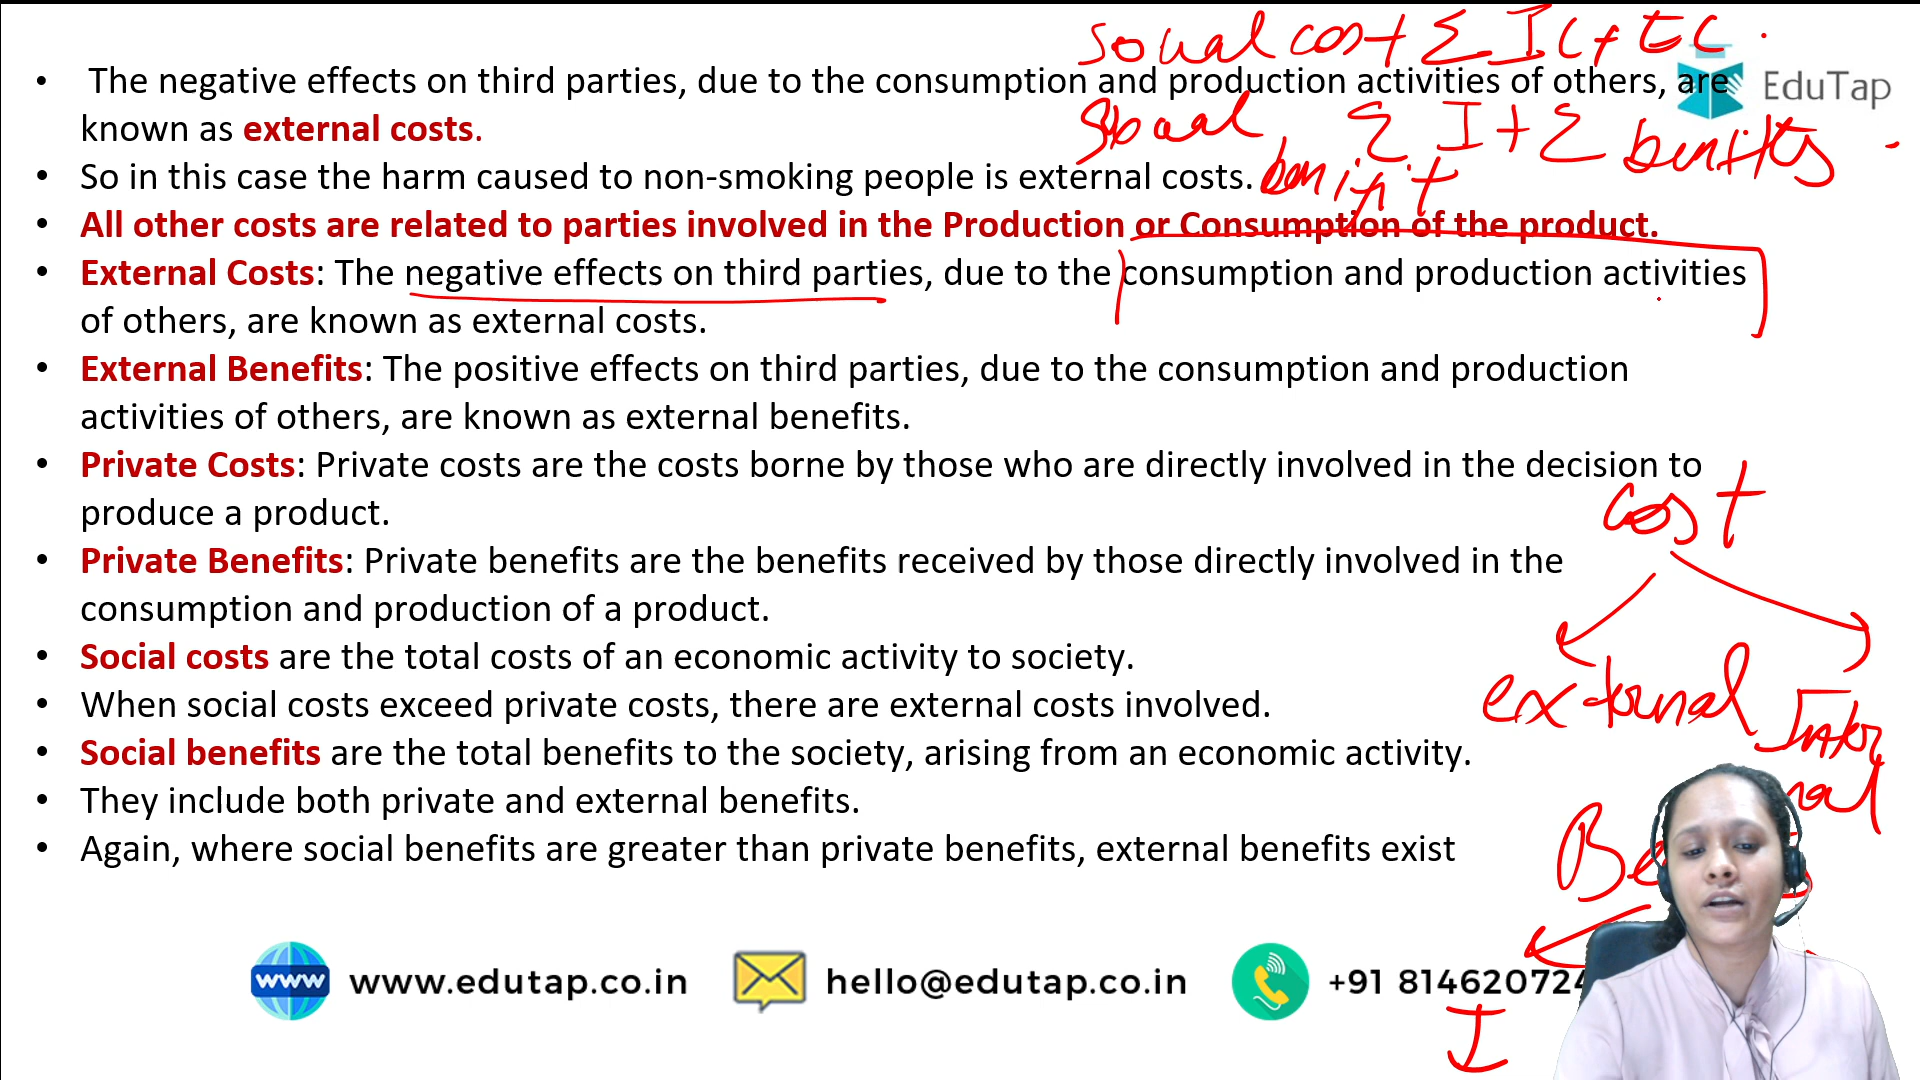 Social cost Σ IC + EC.
• The negative effects on third parties, due to the consumption and production activities of others, are
EduTap
known as external costs.
Social benifit Σ I + Σ benifits
• So in this case the harm caused to non-smoking people is external costs.
• All other costs are related to parties involved in the Production or Consumption of the product.
• External Costs: The negative effects on third parties, due to the consumption and production activities
of others, are known as external costs.
• External Benefits: The positive effects on third parties, due to the consumption and production
activities of others, are known as external benefits.
• Private Costs: Private costs are the costs borne by those who are directly involved in the decision to
produce a product.
cost
• Private Benefits: Private benefits are the benefits received by those directly involved in the
consumption and production of a product.
• Social costs are the total costs of an economic activity to society.
• When social costs exceed private costs, there are external costs involved.
external Internal
• Social benefits are the total benefits to the society, arising from an economic activity.
• They include both private and external benefits.
• Again, where social benefits are greater than private benefits, external benefits exist
www www.edutap.co.in hello@edutap.co.in +91 81462072
I